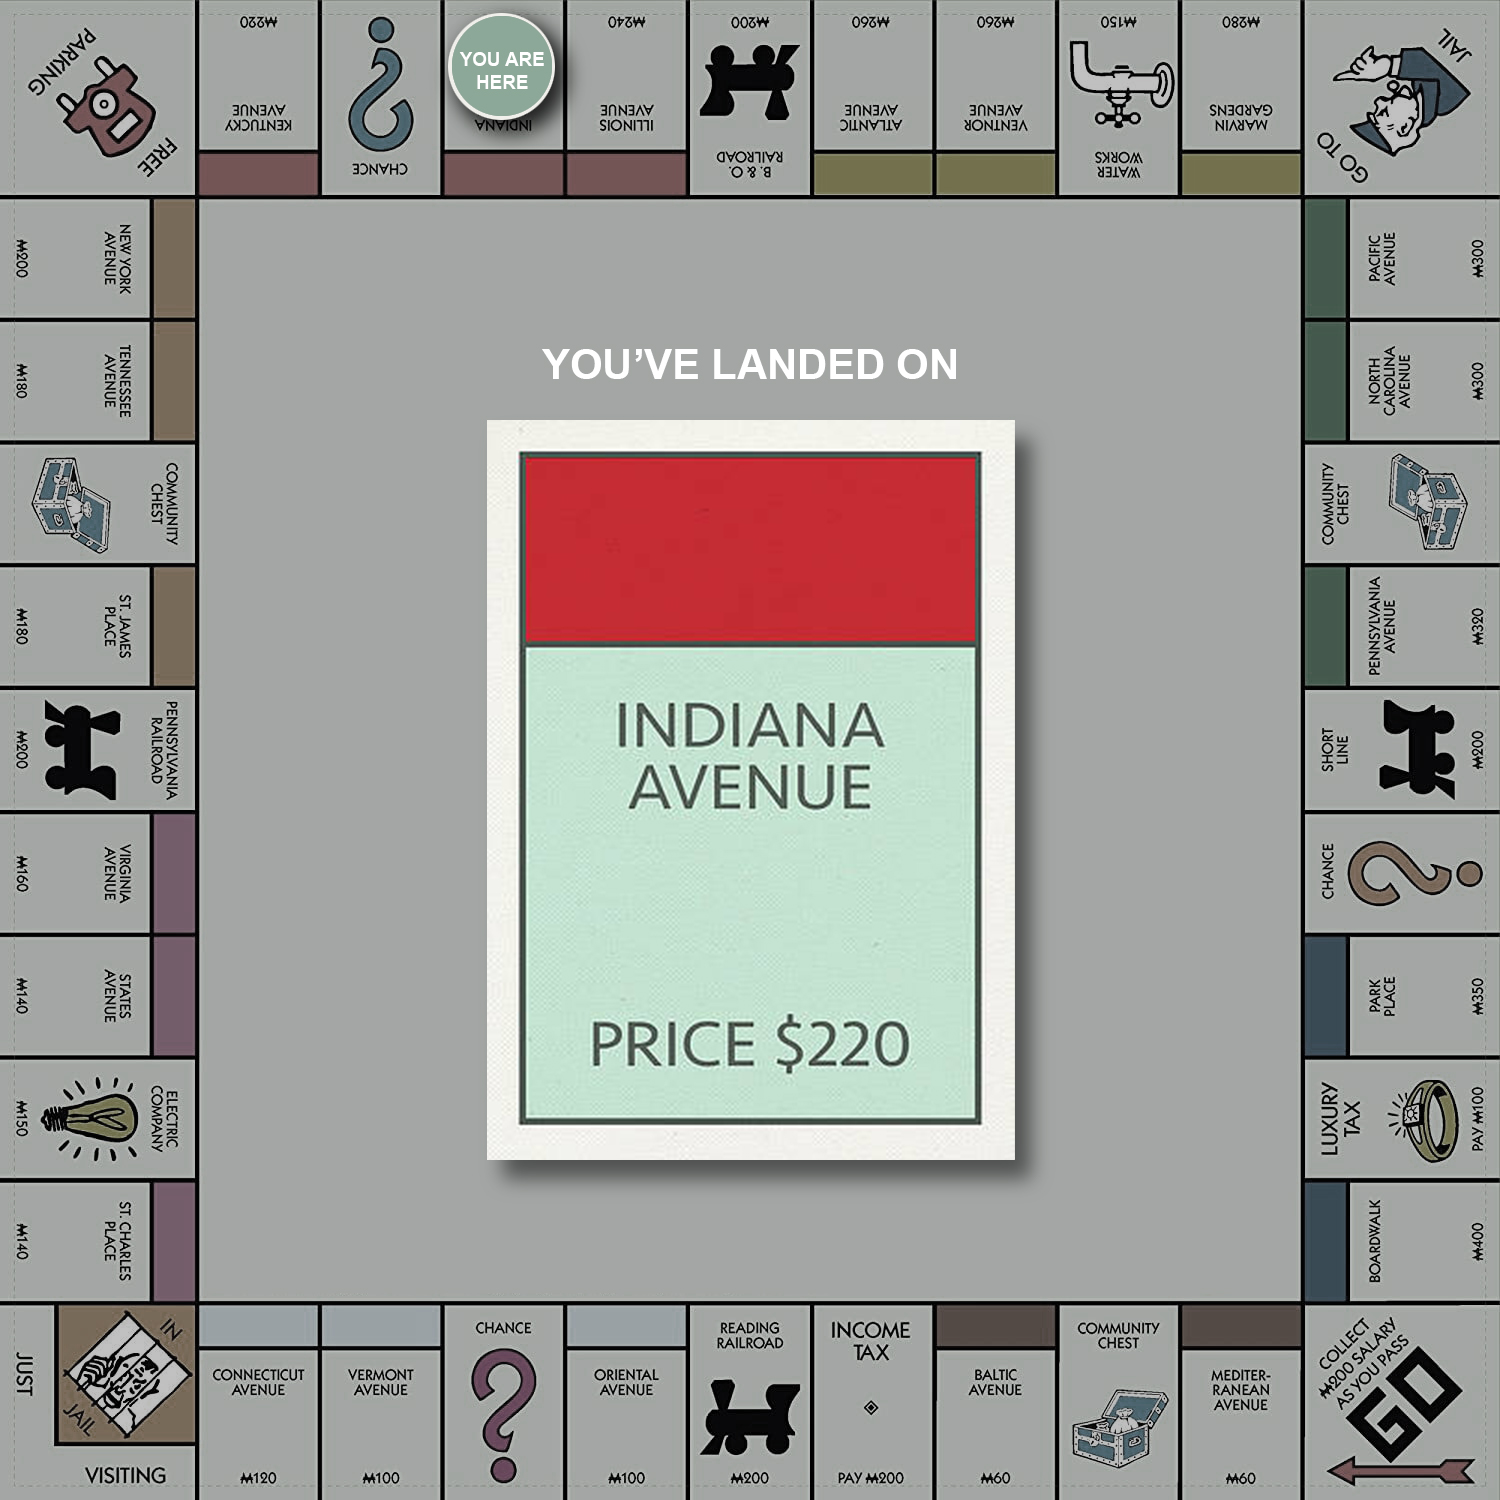 FREE
PARKING
KENTUCKY
AVENUE
₩220
CHANCE
YOU ARE
HERE
INDIANA
ILLINOIS
AVENUE
₩240
B. & O.
RAILROAD
₩200
ATLANTIC
AVENUE
₩260
VENTNOR
AVENUE
₩260
WATER
WORKS
₩150
MARVIN
GARDENS
₩280
GO TO
JAIL
NEW YORK
AVENUE
₩200
TENNESSEE
AVENUE
₩180
COMMUNITY
CHEST
ST. JAMES
PLACE
₩180
PENNSYLVANIA
RAILROAD
₩200
VIRGINIA
AVENUE
₩160
STATES
AVENUE
₩140
ELECTRIC
COMPANY
₩150
ST. CHARLES
PLACE
₩140
YOU’VE LANDED ON
INDIANA
AVENUE
PRICE $220
PACIFIC
AVENUE
₩300
NORTH
CAROLINA
AVENUE
₩300
COMMUNITY
CHEST
PENNSYLVANIA
AVENUE
₩320
SHORT
LINE
₩200
CHANCE
PARK
PLACE
₩350
LUXURY
TAX
PAY ₩100
BOARDWALK
₩400
IN
JAIL
JUST
VISITING
CONNECTICUT
AVENUE
₩120
VERMONT
AVENUE
₩100
CHANCE
ORIENTAL
AVENUE
₩100
READING
RAILROAD
₩200
INCOME
TAX
PAY ₩200
BALTIC
AVENUE
₩60
COMMUNITY
CHEST
MEDITER-
RANEAN
AVENUE
₩60
COLLECT
₩200 SALARY
AS YOU PASS
GO